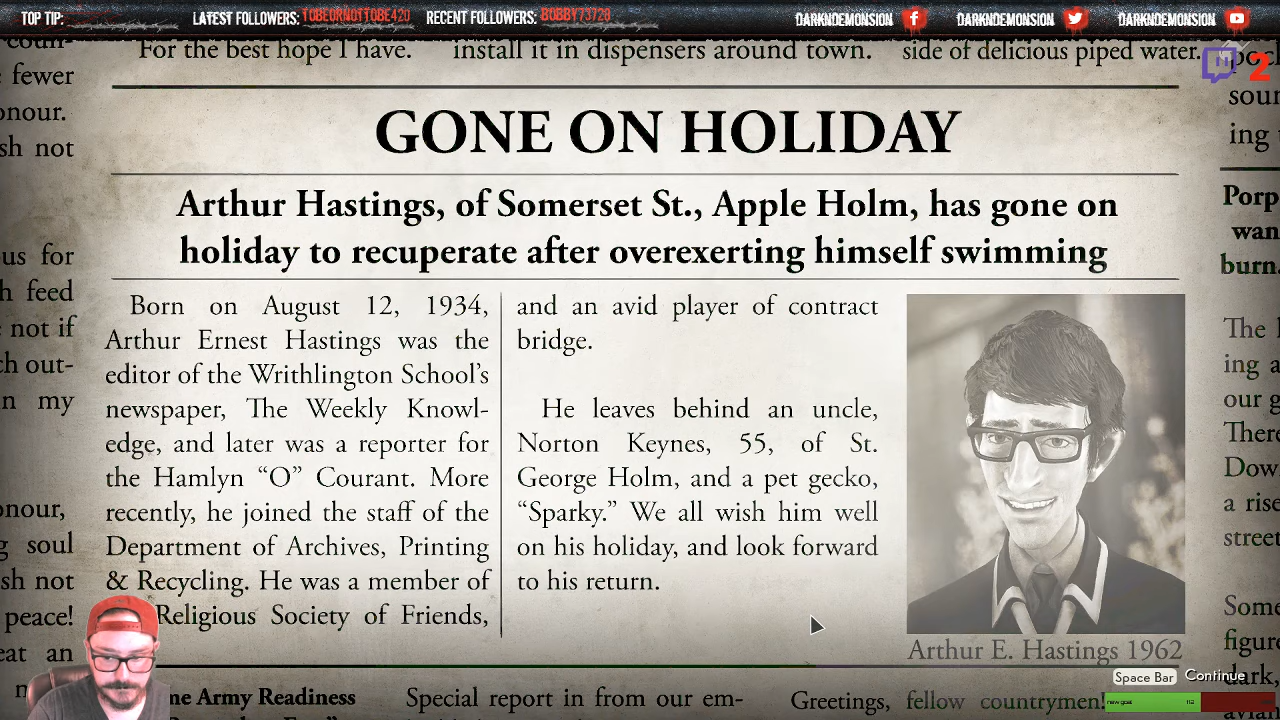 TOP TIP: LATEST FOLLOWERS: TOBEORNOTTOBE420 RECENT FOLLOWERS: BOBBY73728 DARKNDEMONSION DARKNDEMONSION DARKNDEMONSION
2
For the best hope I have.
install it in dispensers around town.
side of delicious piped water.
fewer
onour.
sh not
us for
feed
not if
ch out-
n my
onour,
soul
sh not
peace!
eat an
GONE ON HOLIDAY
Arthur Hastings, of Somerset St., Apple Holm, has gone on
holiday to recuperate after overexerting himself swimming
Born on August 12, 1934,
Arthur Ernest Hastings was the
editor of the Writhlington School’s
newspaper, The Weekly Knowl-
edge, and later was a reporter for
the Hamlyn “O” Courant. More
recently, he joined the staff of the
Department of Archives, Printing
& Recycling. He was a member of
Religious Society of Friends,
and an avid player of contract
bridge.
He leaves behind an uncle,
Norton Keynes, 55, of St.
George Holm, and a pet gecko,
“Sparky.” We all wish him well
on his holiday, and look forward
to his return.
Arthur E. Hastings 1962
sour
ing
Porp
wan
burn.
The
ing a
our g
There
Dow
a rise
street
Some
figure
dark,
Space Bar Continue
me Army Readiness
Special report in from our em-
Greetings, fellow countrymen!
new goal